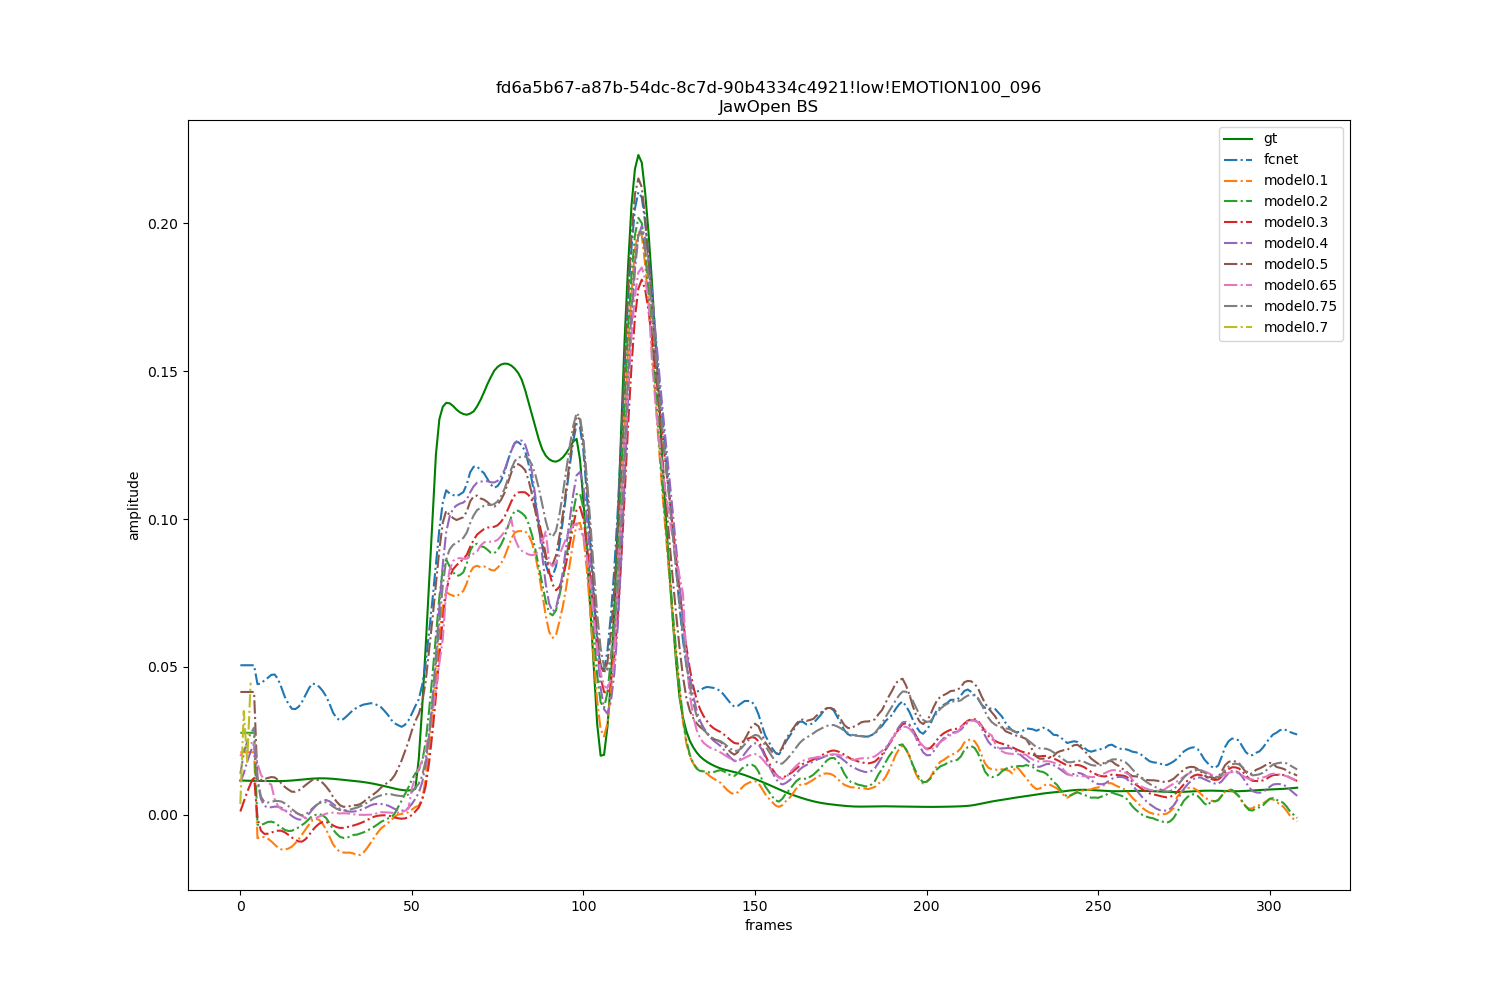 fd6a5b67-a87b-54dc-8c7d-90b4334c4921!low!EMOTION100_096
JawOpen BS
gt
fcnet
model0.1
model0.2
model0.3
model0.4
model0.5
model0.65
model0.75
model0.7
0.20
0.15
0.10
0.05
0.00
amplitude
0 50 100 150 200 250 300
frames